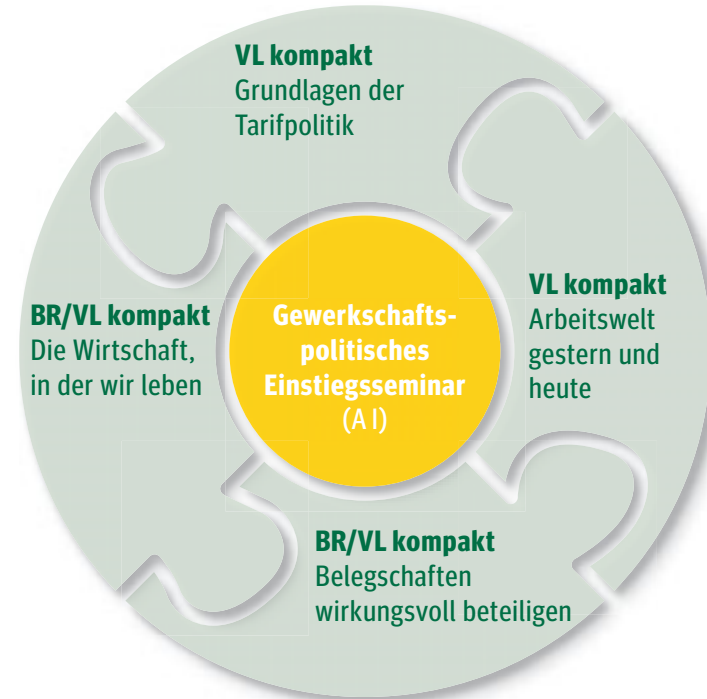 VL kompakt
Grundlagen der
Tarifpolitik
VL kompakt
Arbeitswelt
gestern und
heute
BR/VL kompakt
Belegschaften
wirkungsvoll beteiligen
BR/VL kompakt
Die Wirtschaft,
in der wir leben
Gewerkschafts-
politisches
Einstiegsseminar
(A I)